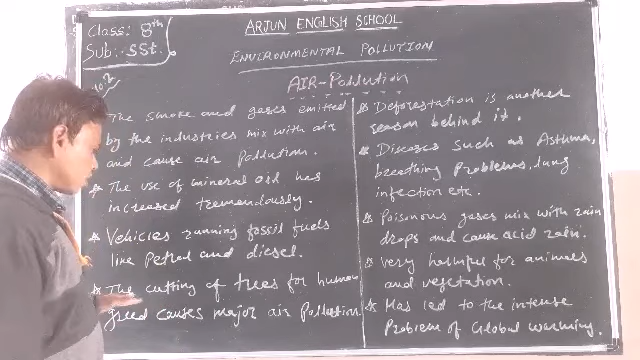 Class: 8th
Sub: SSt.
ARJUN ENGLISH SCHOOL
ENVIRONMENTAL POLLUTION
AIR-Pollution
The smoke and gases emitted
by the industries mix with air
and cause air pollution.
* The use of mineral oil has
increased tremendously.
* Vehicles running fossil fuels
like Petrol and diesel.
* The cutting of trees for human
greed causes major air Pollution
* Deforestation is another
reason behind it.
* Diseases such as Asthma,
breathing Problems, lung
infection etc.
* Poisonous gases mix with rain
drops and cause acid rain.
* Very harmful for animals
and vegetation.
* Has led to the intense
Problem of Global warming.